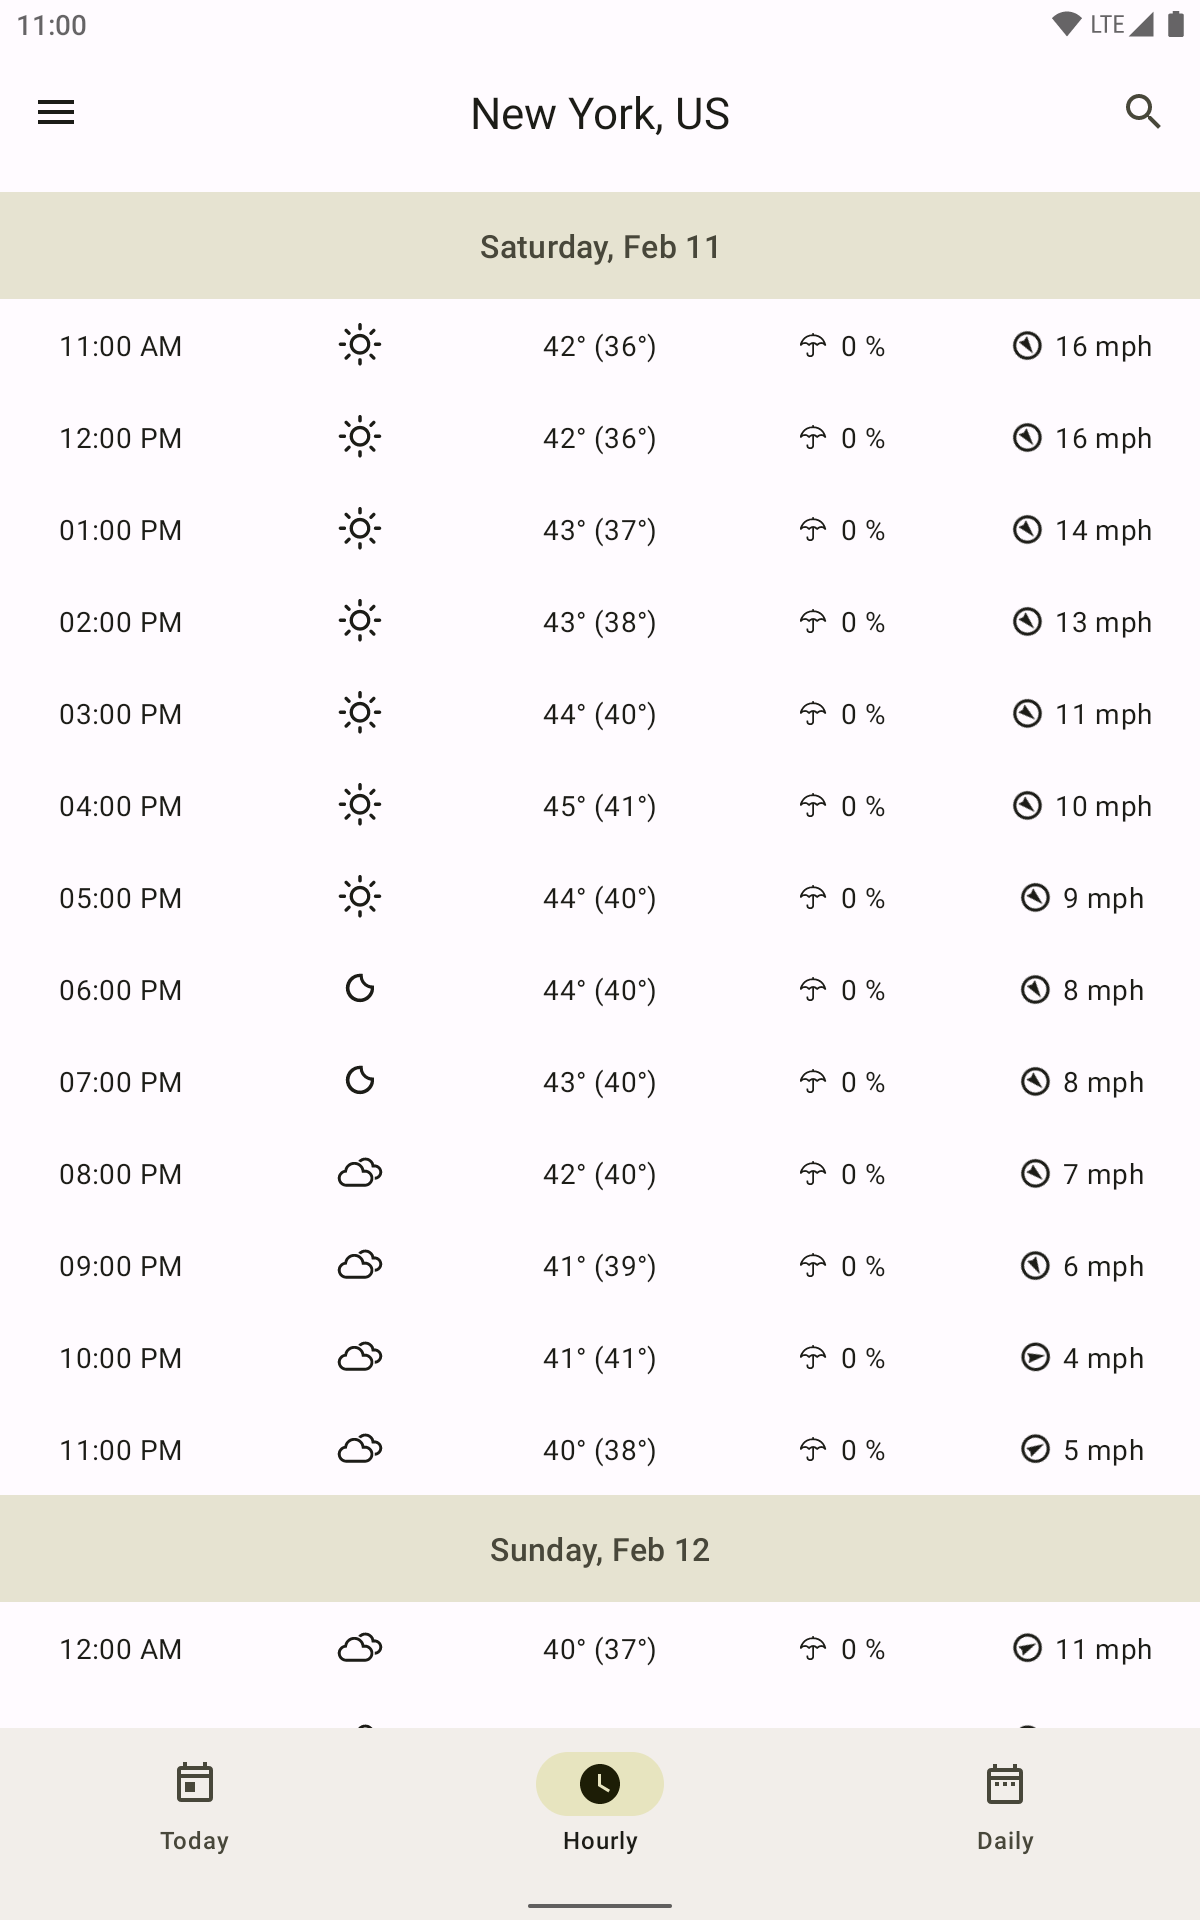 11:00 LTE
New York, US
Saturday, Feb 11
11:00 AM 42° (36°) 0 % 16 mph
12:00 PM 42° (36°) 0 % 16 mph
01:00 PM 43° (37°) 0 % 14 mph
02:00 PM 43° (38°) 0 % 13 mph
03:00 PM 44° (40°) 0 % 11 mph
04:00 PM 45° (41°) 0 % 10 mph
05:00 PM 44° (40°) 0 % 9 mph
06:00 PM 44° (40°) 0 % 8 mph
07:00 PM 43° (40°) 0 % 8 mph
08:00 PM 42° (40°) 0 % 7 mph
09:00 PM 41° (39°) 0 % 6 mph
10:00 PM 41° (41°) 0 % 4 mph
11:00 PM 40° (38°) 0 % 5 mph
Sunday, Feb 12
12:00 AM 40° (37°) 0 % 11 mph
Today Hourly Daily